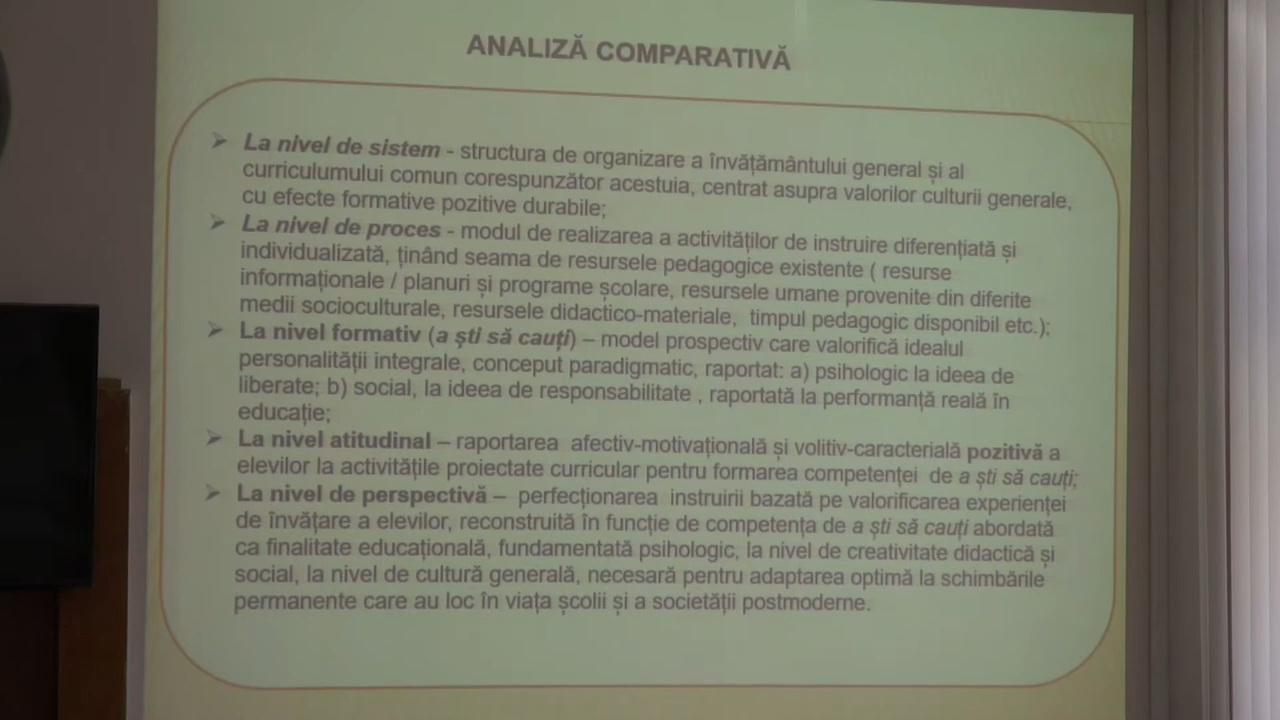 ANALIZĂ COMPARATIVĂ
➢ La nivel de sistem - structura de organizare a învățământului general și al
curriculumului comun corespunzător acestuia, centrat asupra valorilor culturii generale,
cu efecte formative pozitive durabile;
➢ La nivel de proces - modul de realizarea a activităților de instruire diferențiată și
individualizată, ținând seama de resursele pedagogice existente ( resurse
informaționale / planuri și programe școlare, resursele umane provenite din diferite
medii socioculturale, resursele didactico-materiale, timpul pedagogic disponibil etc.);
➢ La nivel formativ (a ști să cauți) – model prospectiv care valorifică idealul
personalității integrale, conceput paradigmatic, raportat: a) psihologic la ideea de
liberate; b) social, la ideea de responsabilitate , raportată la performanță reală în
educație;
➢ La nivel atitudinal – raportarea afectiv-motivațională și volitiv-caracterială pozitivă a
elevilor la activitățile proiectate curricular pentru formarea competenței de a ști să cauți;
➢ La nivel de perspectivă – perfecționarea instruirii bazată pe valorificarea experienței
de învățare a elevilor, reconstruită în funcție de competența de a ști să cauți abordată
ca finalitate educațională, fundamentată psihologic, la nivel de creativitate didactică și
social, la nivel de cultură generală, necesară pentru adaptarea optimă la schimbările
permanente care au loc în viața școlii și a societății postmoderne.